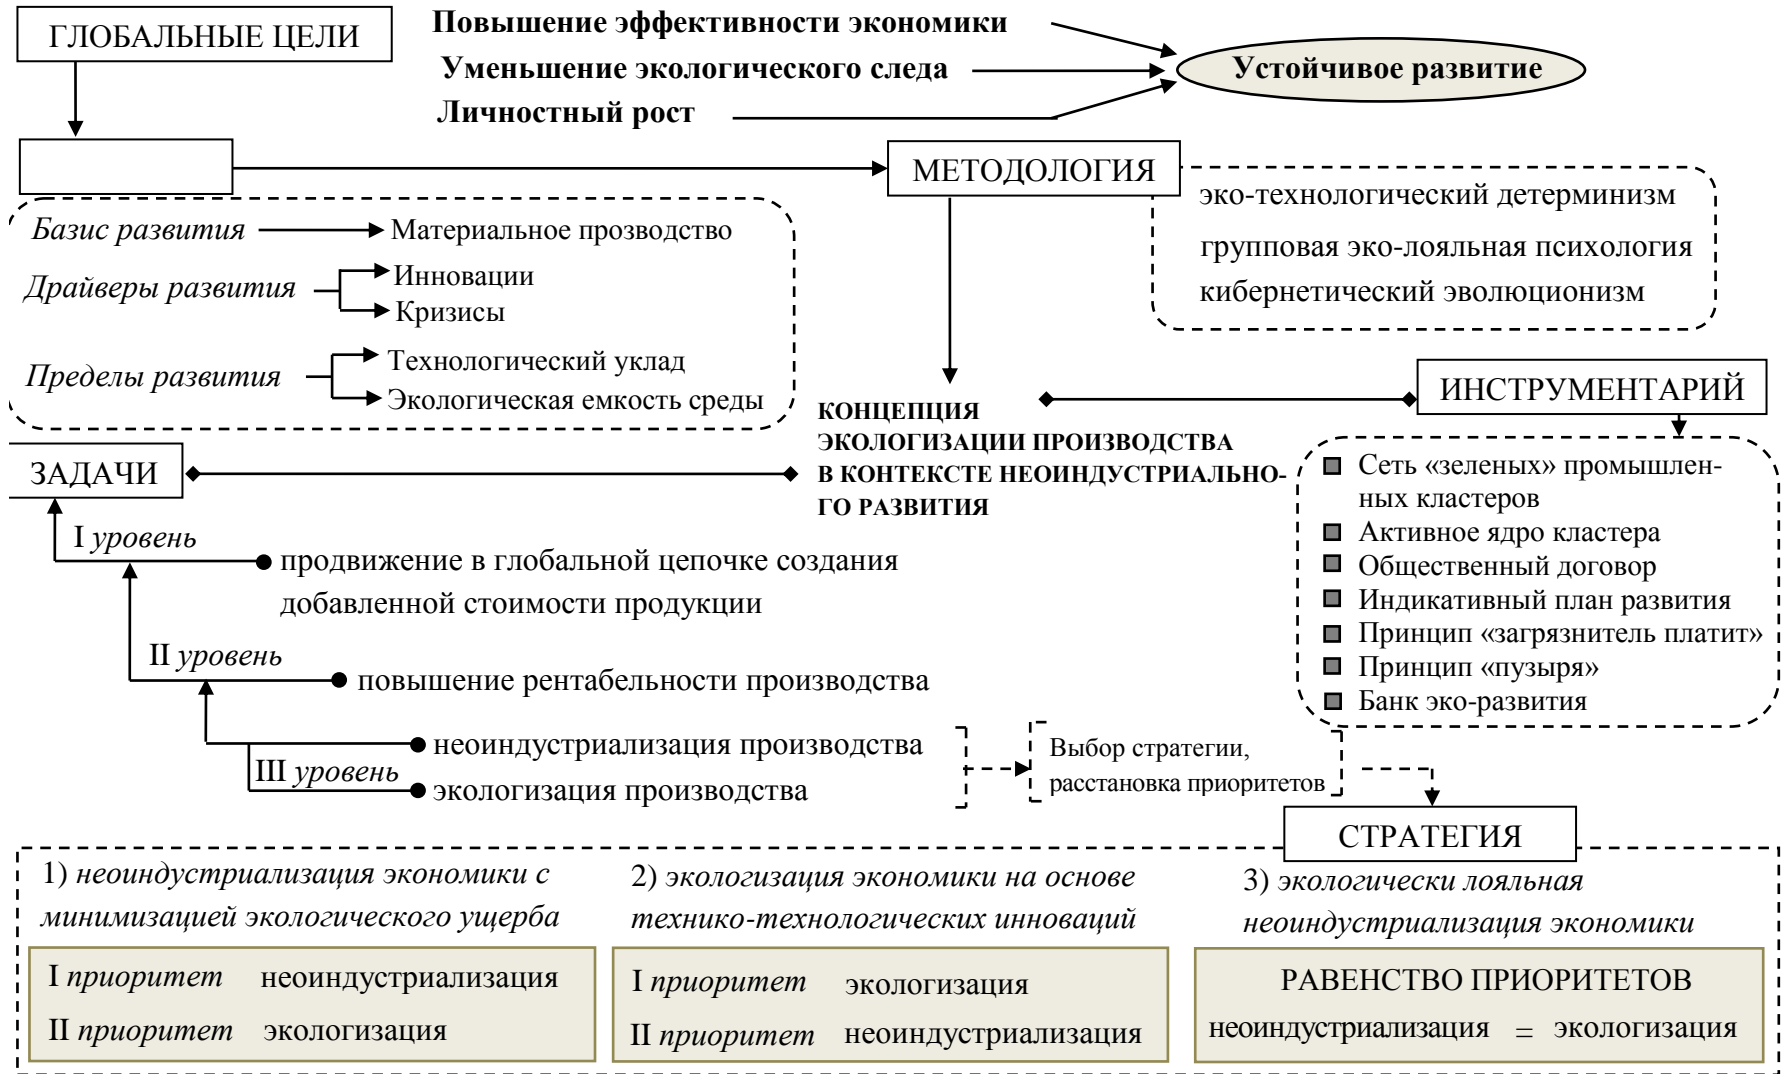 ГЛОБАЛЬНЫЕ ЦЕЛИ
Повышение эффективности экономики
Уменьшение экологического следа
Личностный рост
Устойчивое развитие
МЕТОДОЛОГИЯ
эко-технологический детерминизм
групповая эко-лояльная психология
кибернетический эволюционизм
Базис развития
Материальное прозводство
Драйверы развития
Инновации
Кризисы
Пределы развития
Технологический уклад
Экологическая емкость среды
КОНЦЕПЦИЯ
ЭКОЛОГИЗАЦИИ ПРОИЗВОДСТВА
В КОНТЕКСТЕ НЕОИНДУСТРИАЛЬНО-
ГО РАЗВИТИЯ
ИНСТРУМЕНТАРИЙ
Сеть «зеленых» промышлен-
ных кластеров
Активное ядро кластера
Общественный договор
Индикативный план развития
Принцип «загрязнитель платит»
Принцип «пузыря»
Банк эко-развития
ЗАДАЧИ
I уровень
продвижение в глобальной цепочке создания
добавленной стоимости продукции
II уровень
повышение рентабельности производства
неоиндустриализация производства
III уровень
экологизация производства
Выбор стратегии,
расстановка приоритетов
СТРАТЕГИЯ
1) неоиндустриализация экономики с
минимизацией экологического ущерба
I приоритет неоиндустриализация
II приоритет экологизация
2) экологизация экономики на основе
технико-технологических инноваций
I приоритет экологизация
II приоритет неоиндустриализация
3) экологически лояльная
неоиндустриализация экономики
РАВЕНСТВО ПРИОРИТЕТОВ
неоиндустриализация = экологизация